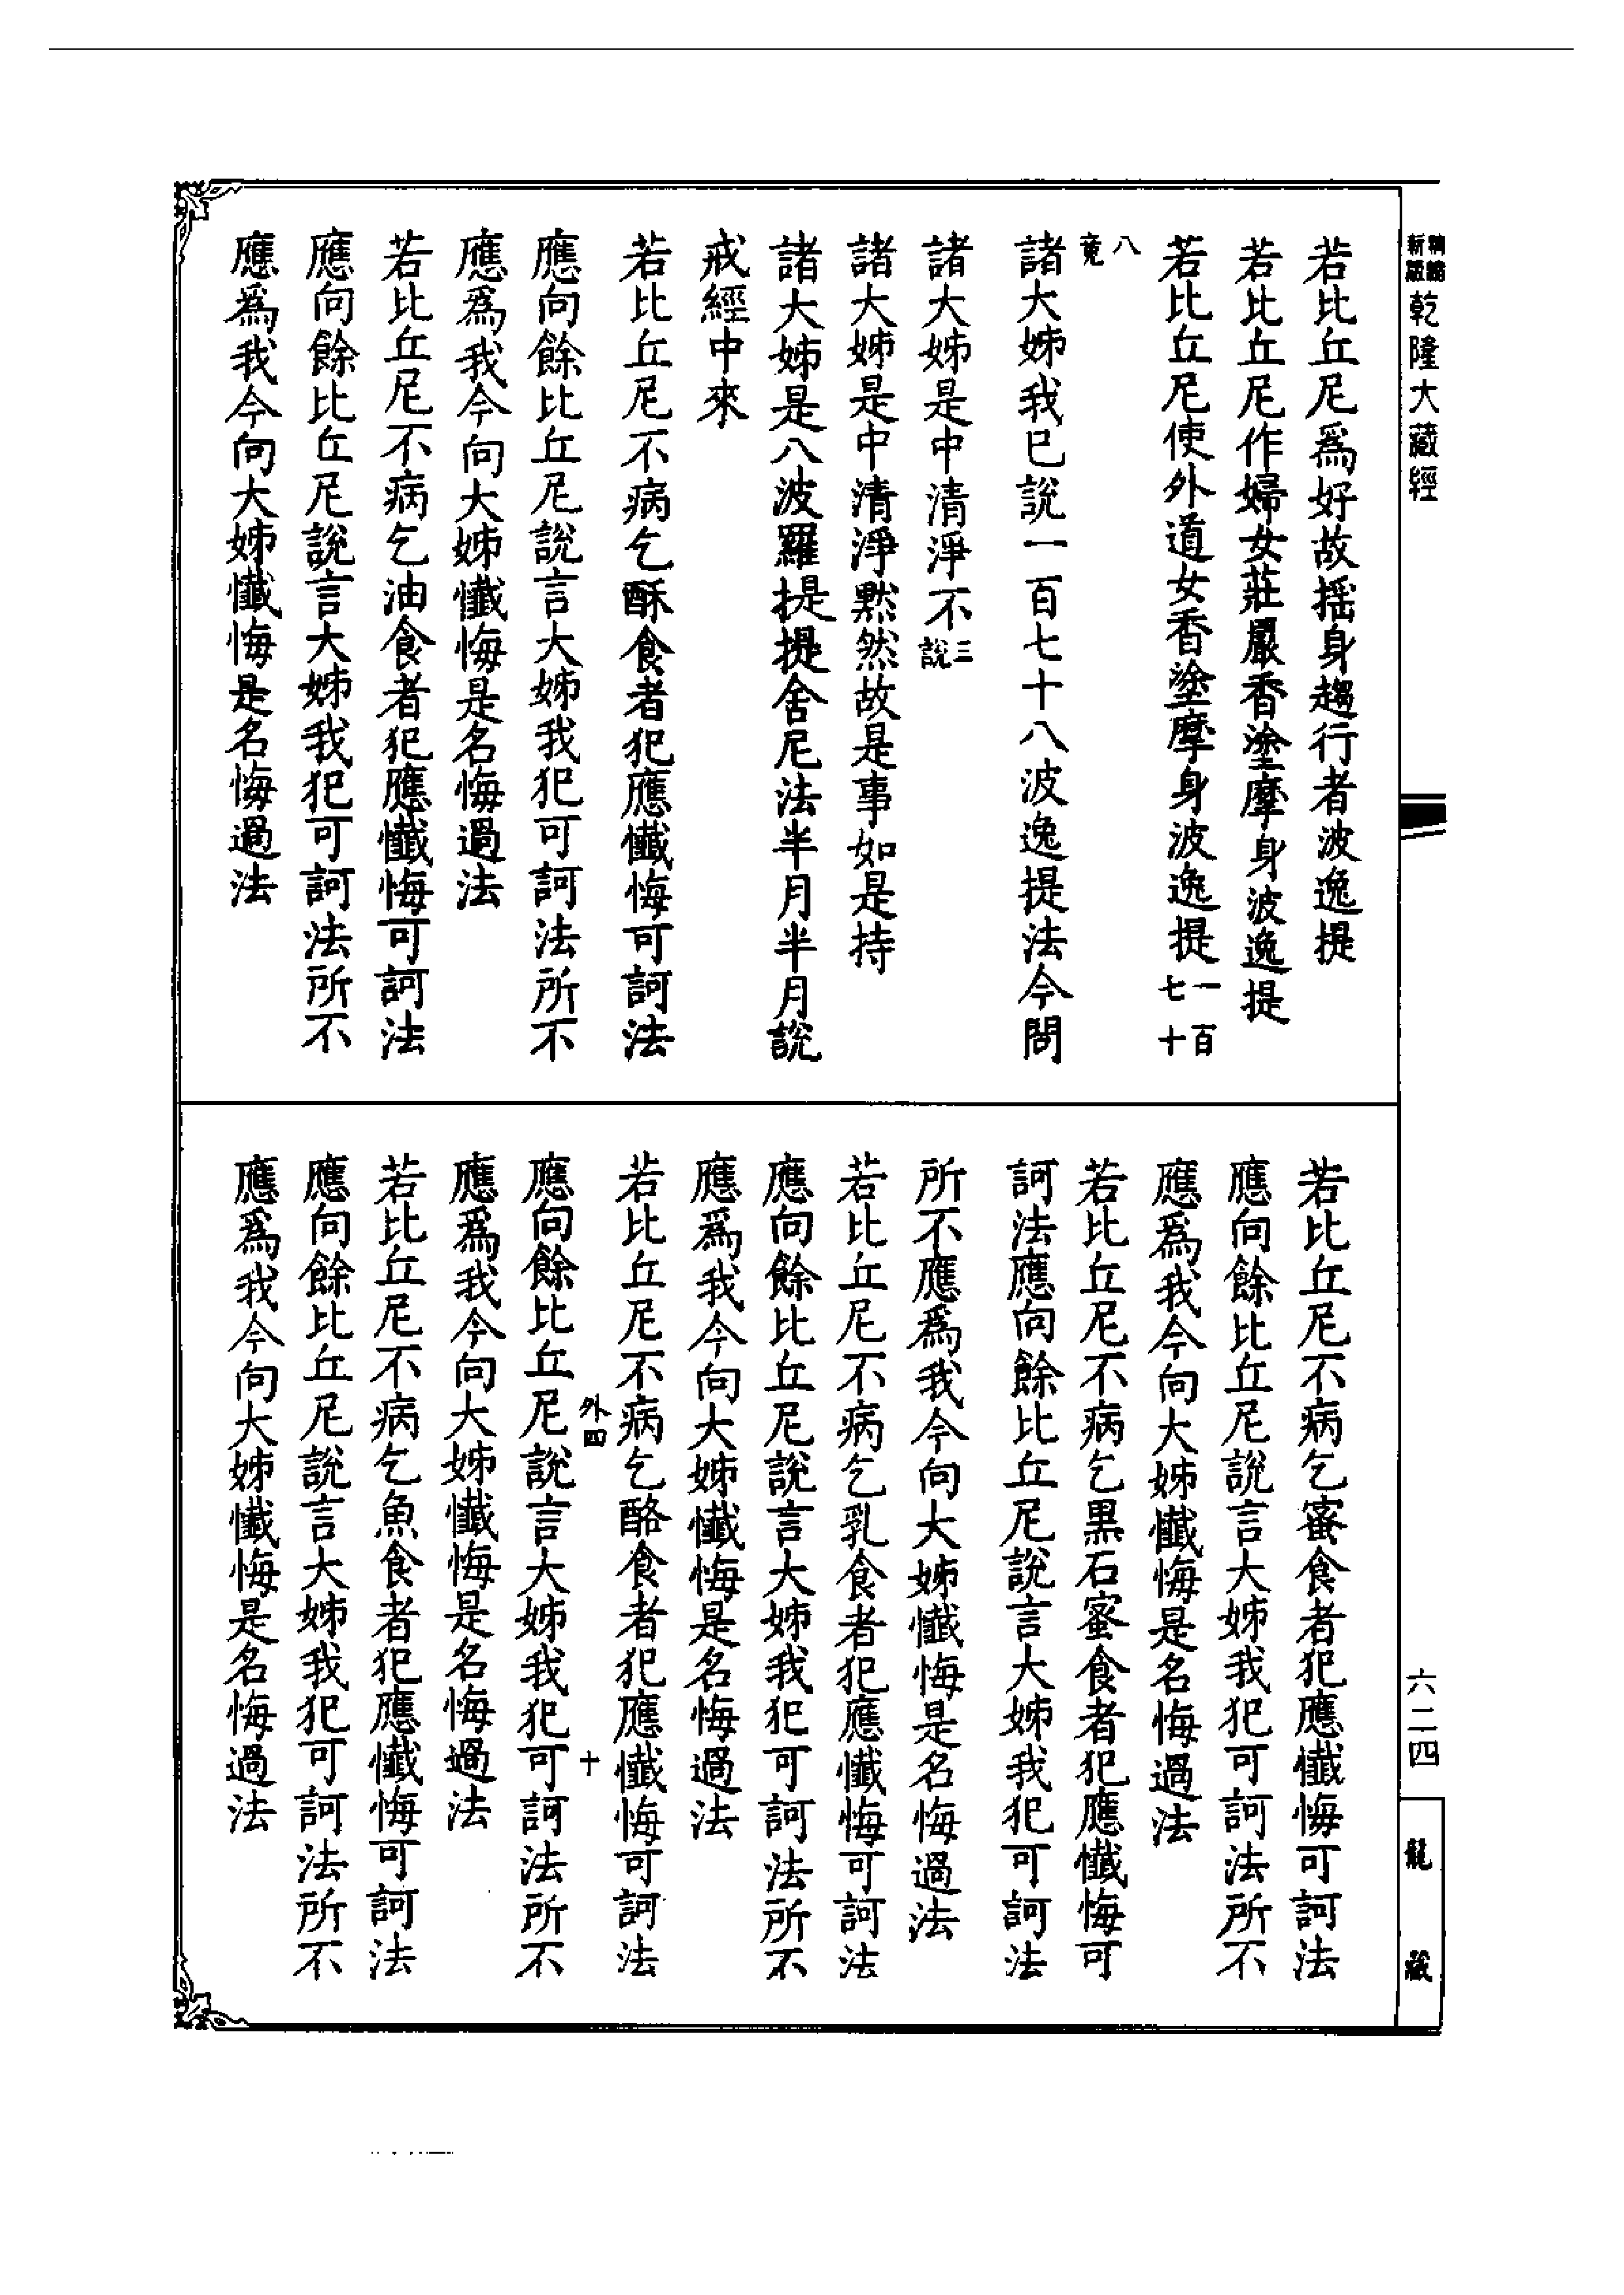 新編縮版乾隆大藏經
若比丘尼為好故搖身趨行者波逸提
若比丘尼作婦女莊嚴香塗摩身波逸提
若比丘尼使外道女香塗摩身波逸提一百七十
八竟
諸大姊我已說一百七十八波逸提法今問
諸大姊是中清淨不三說
諸大姊是中清淨默然故是事如是持
諸大姊是八波羅提提舍尼法半月半月說
戒經中來
若比丘尼不病乞酥食者犯應懺悔可訶法
應向餘比丘尼說言大姊我犯可訶法所不
應為我今向大姊懺悔是名悔過法
若比丘尼不病乞油食者犯應懺悔可訶法
應向餘比丘尼說言大姊我犯可訶法所不
應為我今向大姊懺悔是名悔過法
若比丘尼不病乞蜜食者犯應懺悔可訶法
應向餘比丘尼說言大姊我犯可訶法所不
應為我今向大姊懺悔是名悔過法
若比丘尼不病乞黑石蜜食者犯應懺悔可
訶法應向餘比丘尼說言大姊我犯可訶法
所不應為我今向大姊懺悔是名悔過法
若比丘尼不病乞乳食者犯應懺悔可訶法
應向餘比丘尼說言大姊我犯可訶法所不
應為我今向大姊懺悔是名悔過法
若比丘尼不病乞酪食者犯應懺悔可訶法
外四 十
應向餘比丘尼說言大姊我犯可訶法所不
應為我今向大姊懺悔是名悔過法
若比丘尼不病乞魚食者犯應懺悔可訶法
應向餘比丘尼說言大姊我犯可訶法所不
應為我今向大姊懺悔是名悔過法
六二四
龍藏